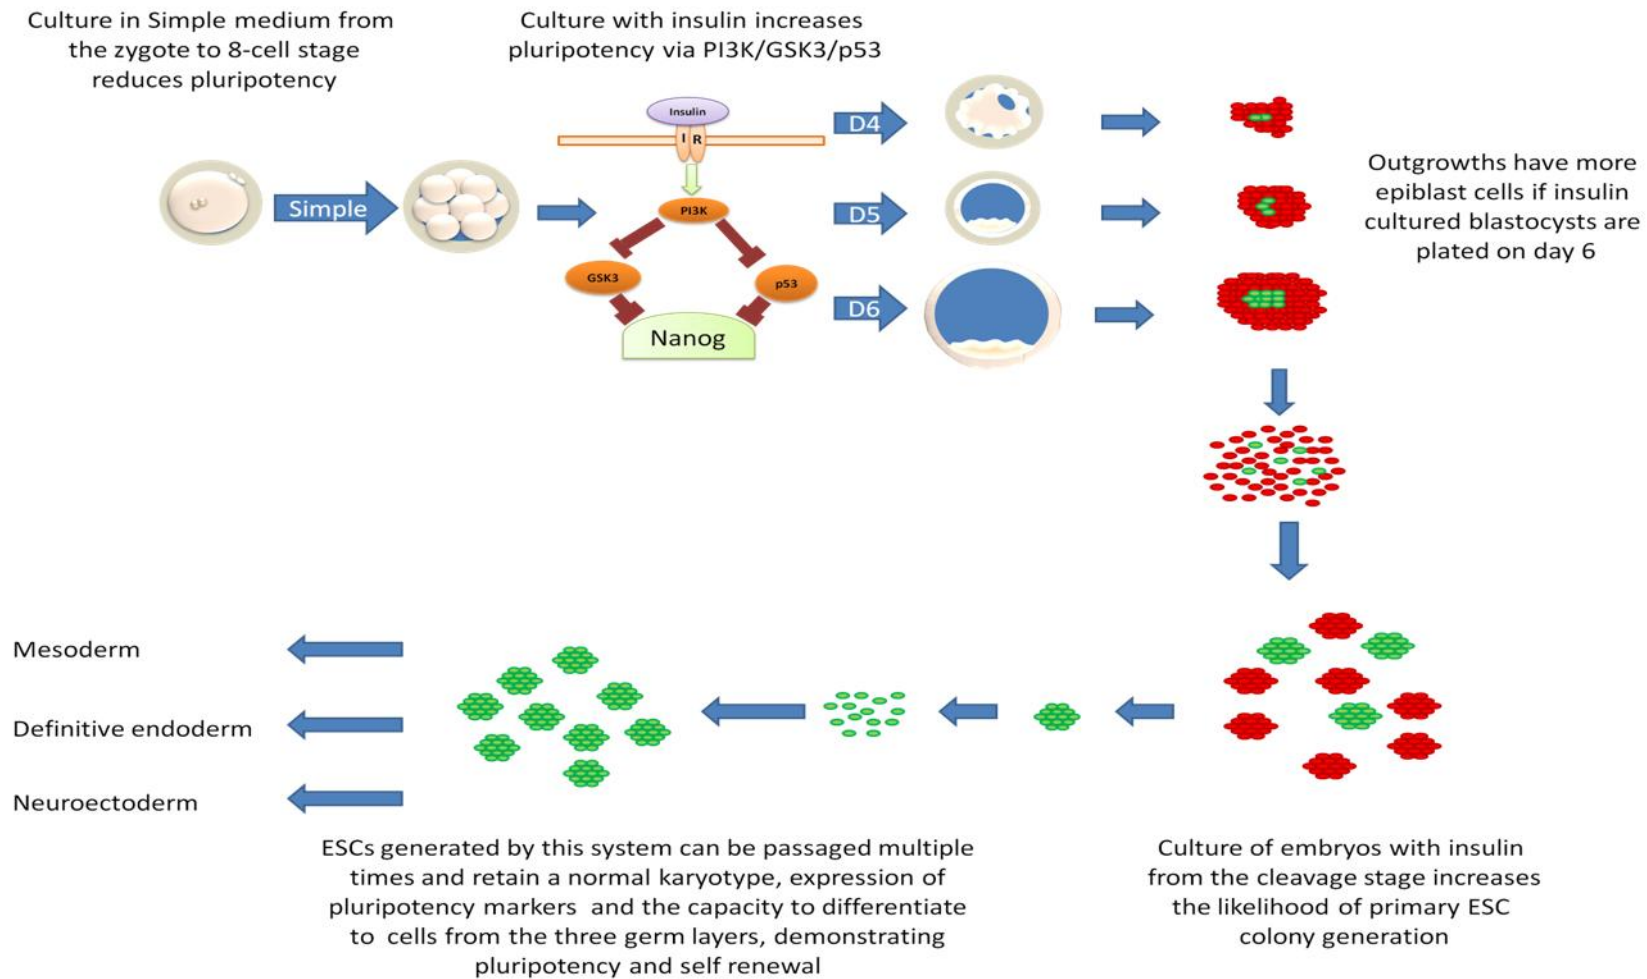 Culture in Simple medium from
the zygote to 8-cell stage
reduces pluripotency
Culture with insulin increases
pluripotency via PI3K/GSK3/p53
Simple
Insulin
I R
PI3K
GSK3
p53
Nanog
D4
D5
D6
Outgrowths have more
epiblast cells if insulin
cultured blastocysts are
plated on day 6
Mesoderm
Definitive endoderm
Neuroectoderm
ESCs generated by this system can be passaged multiple
times and retain a normal karyotype, expression of
pluripotency markers and the capacity to differentiate
to cells from the three germ layers, demonstrating
pluripotency and self renewal
Culture of embryos with insulin
from the cleavage stage increases
the likelihood of primary ESC
colony generation